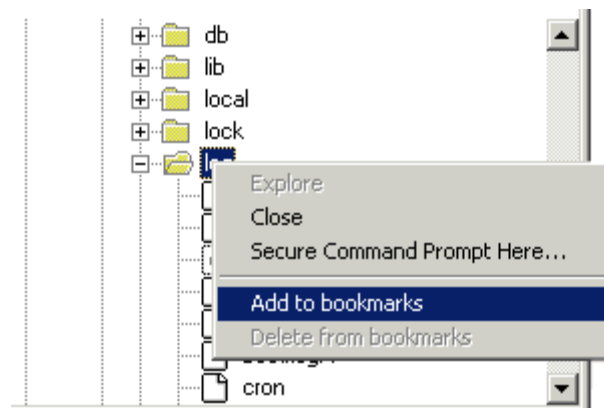 db
lib
local
lock
Explore
Close
Secure Command Prompt Here...
Add to bookmarks
Delete from bookmarks
cron